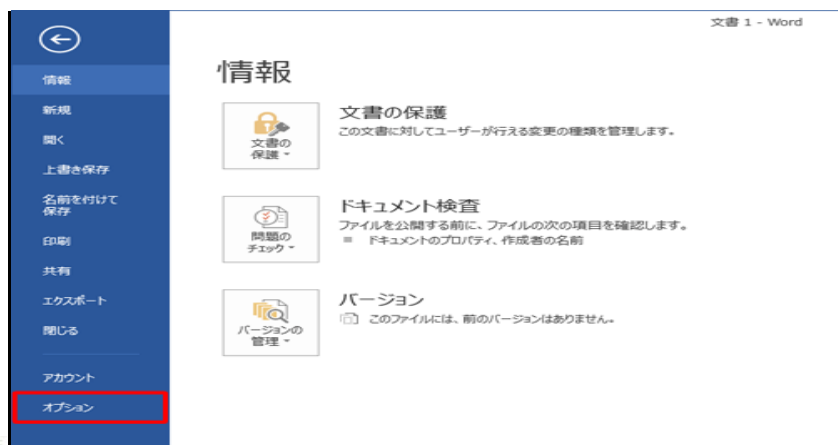 文書 1 - Word
情報
新規
開く
上書き保存
名前を付けて
保存
印刷
共有
エクスポート
閉じる
アカウント
オプション
情報
文書の
保護
文書の保護
この文書に対してユーザーが行える変更の種類を管理します。
問題の
チェック
ドキュメント検査
ファイルを公開する前に、ファイルの次の項目を確認します。
ドキュメントのプロパティ、作成者の名前
バージョンの
管理
バージョン
このファイルには、前のバージョンはありません。